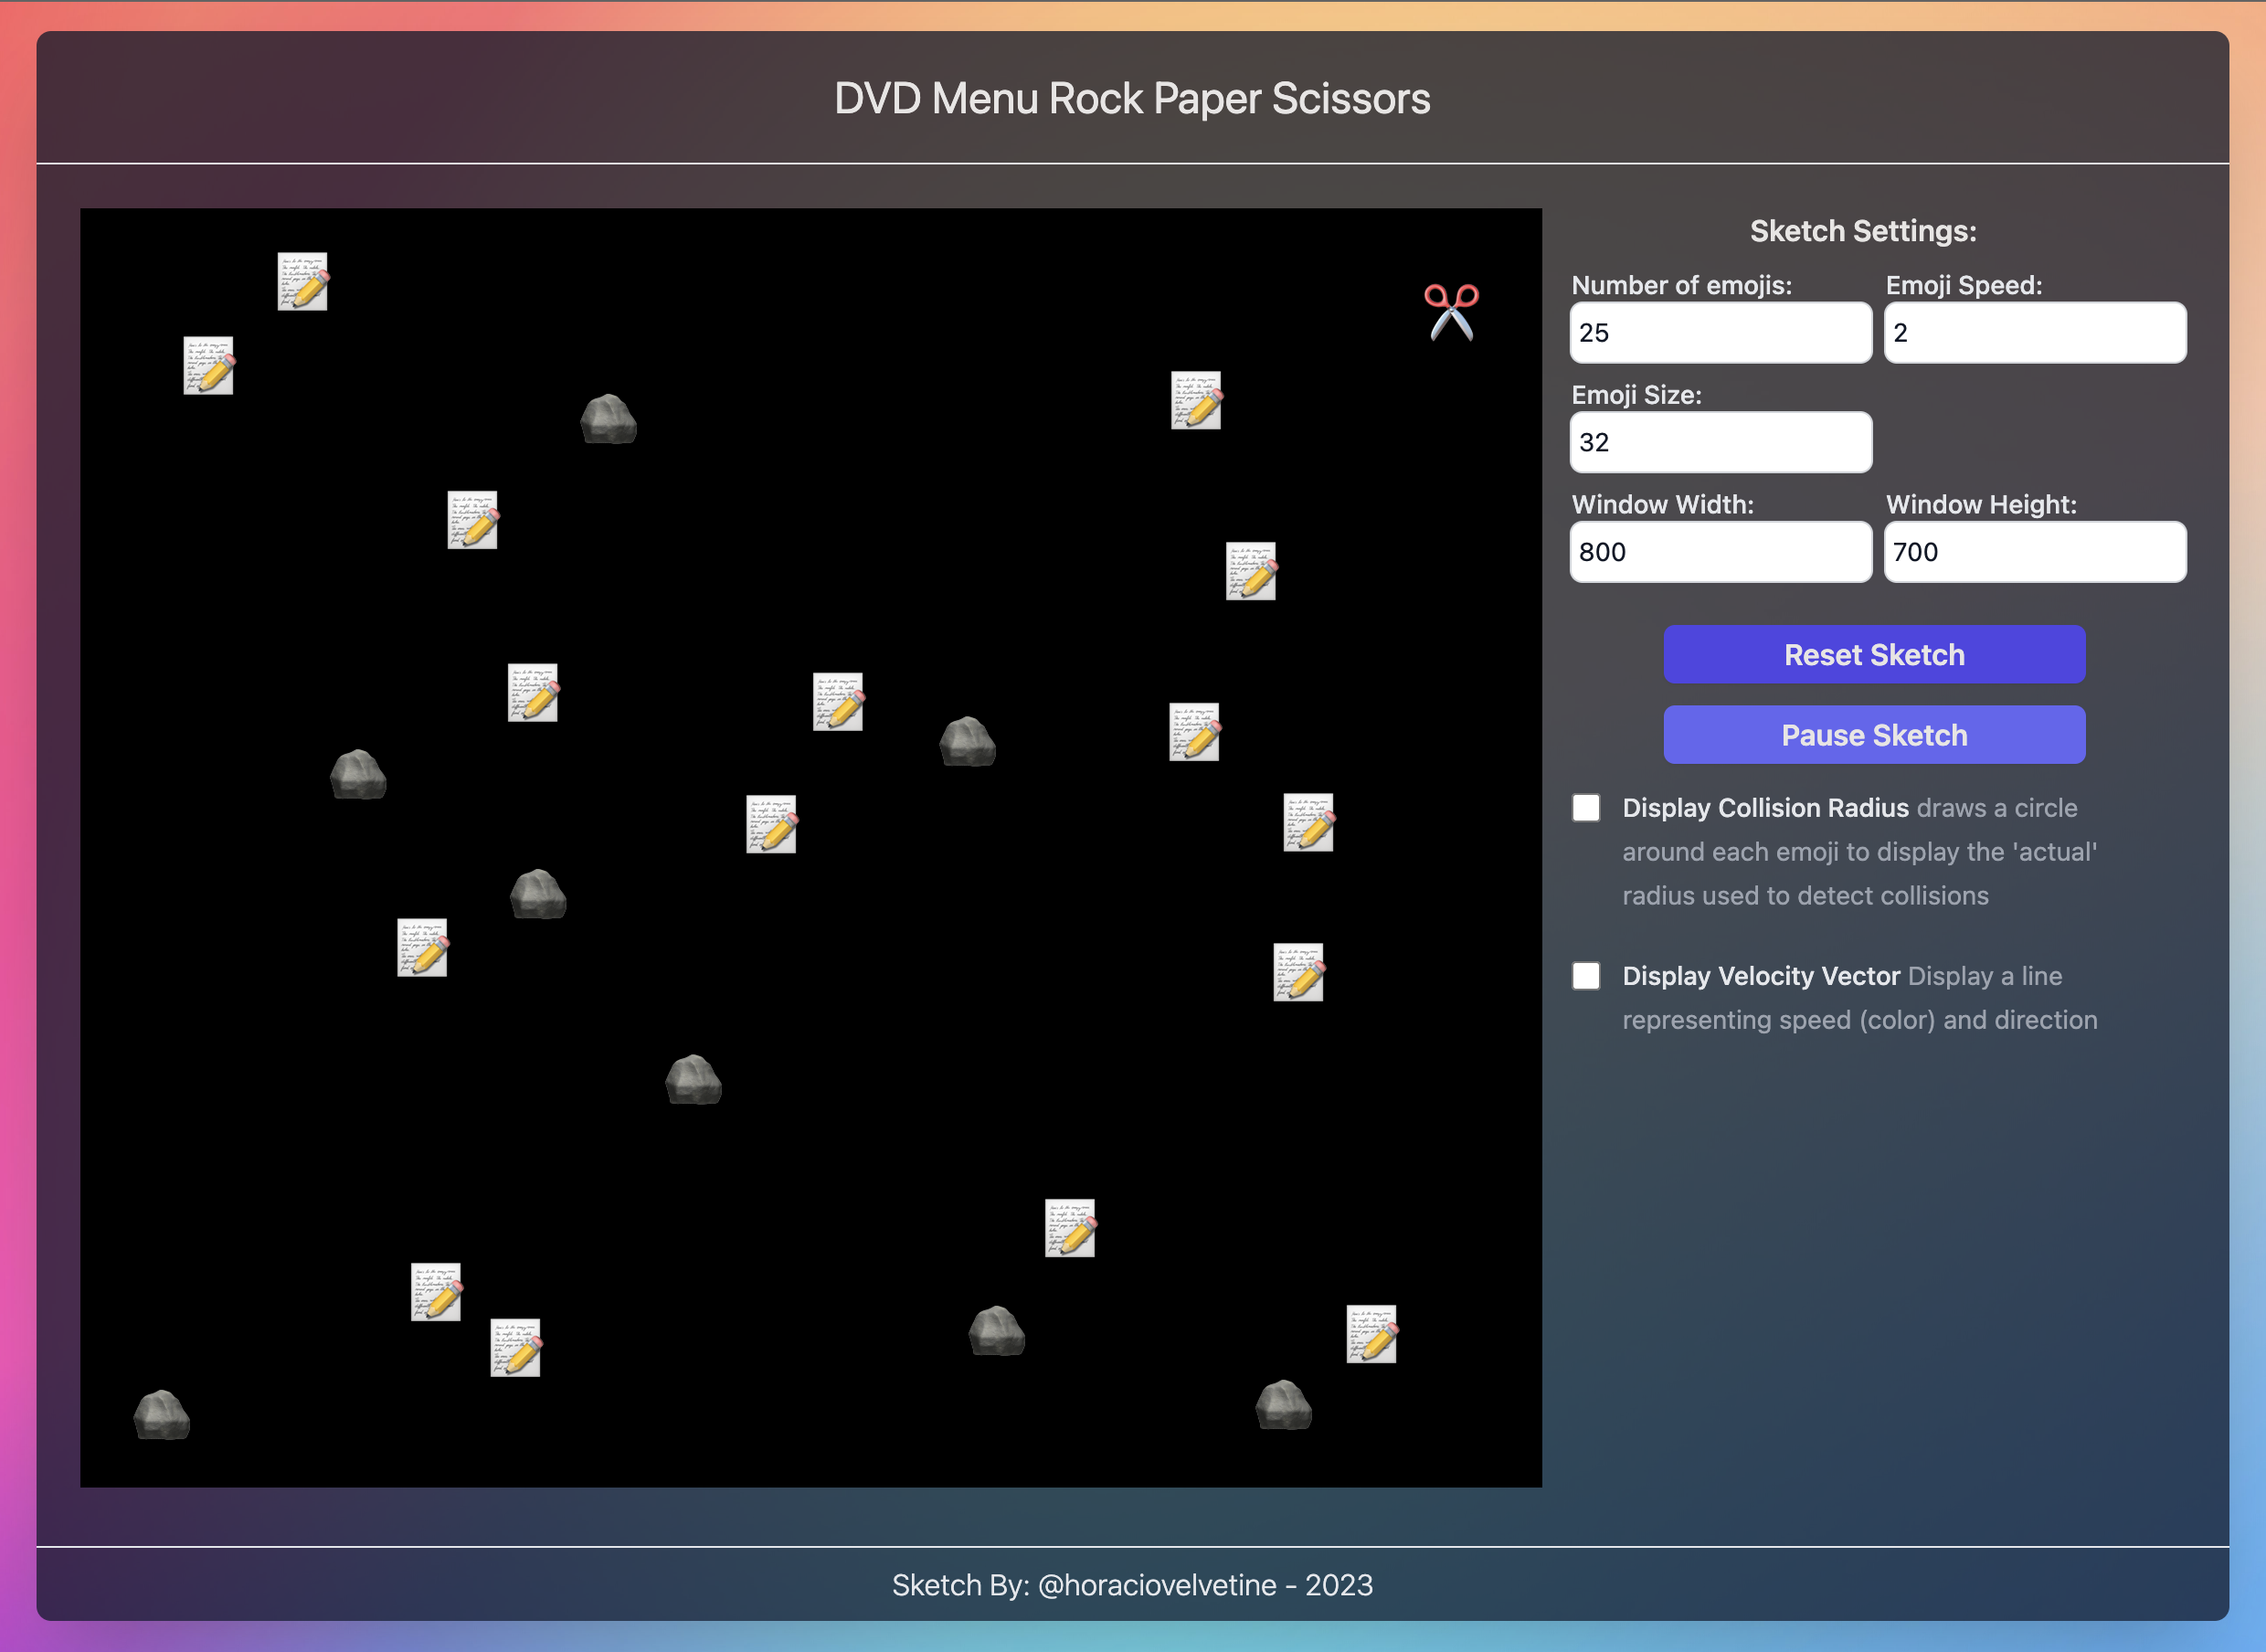 DVD Menu Rock Paper Scissors
Sketch Settings:
Number of emojis:
Emoji Speed:
25
2
Emoji Size:
32
Window Width:
Window Height:
800
700
Reset Sketch
Pause Sketch
Display Collision Radius draws a circle
around each emoji to display the 'actual'
radius used to detect collisions
Display Velocity Vector Display a line
representing speed (color) and direction
Sketch By: @horaciovelvetine - 2023